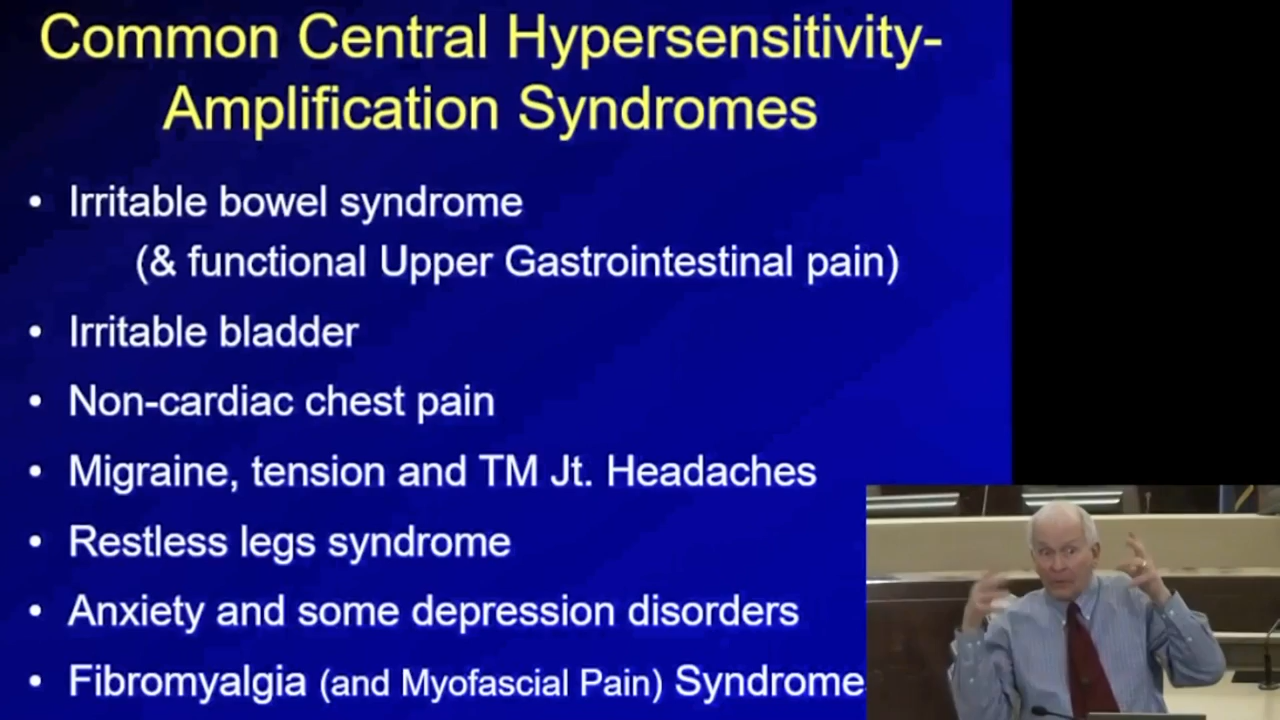 Common Central Hypersensitivity-
Amplification Syndromes
• Irritable bowel syndrome
(& functional Upper Gastrointestinal pain)
• Irritable bladder
• Non-cardiac chest pain
• Migraine, tension and TM Jt. Headaches
• Restless legs syndrome
• Anxiety and some depression disorders
• Fibromyalgia (and Myofascial Pain) Syndrome